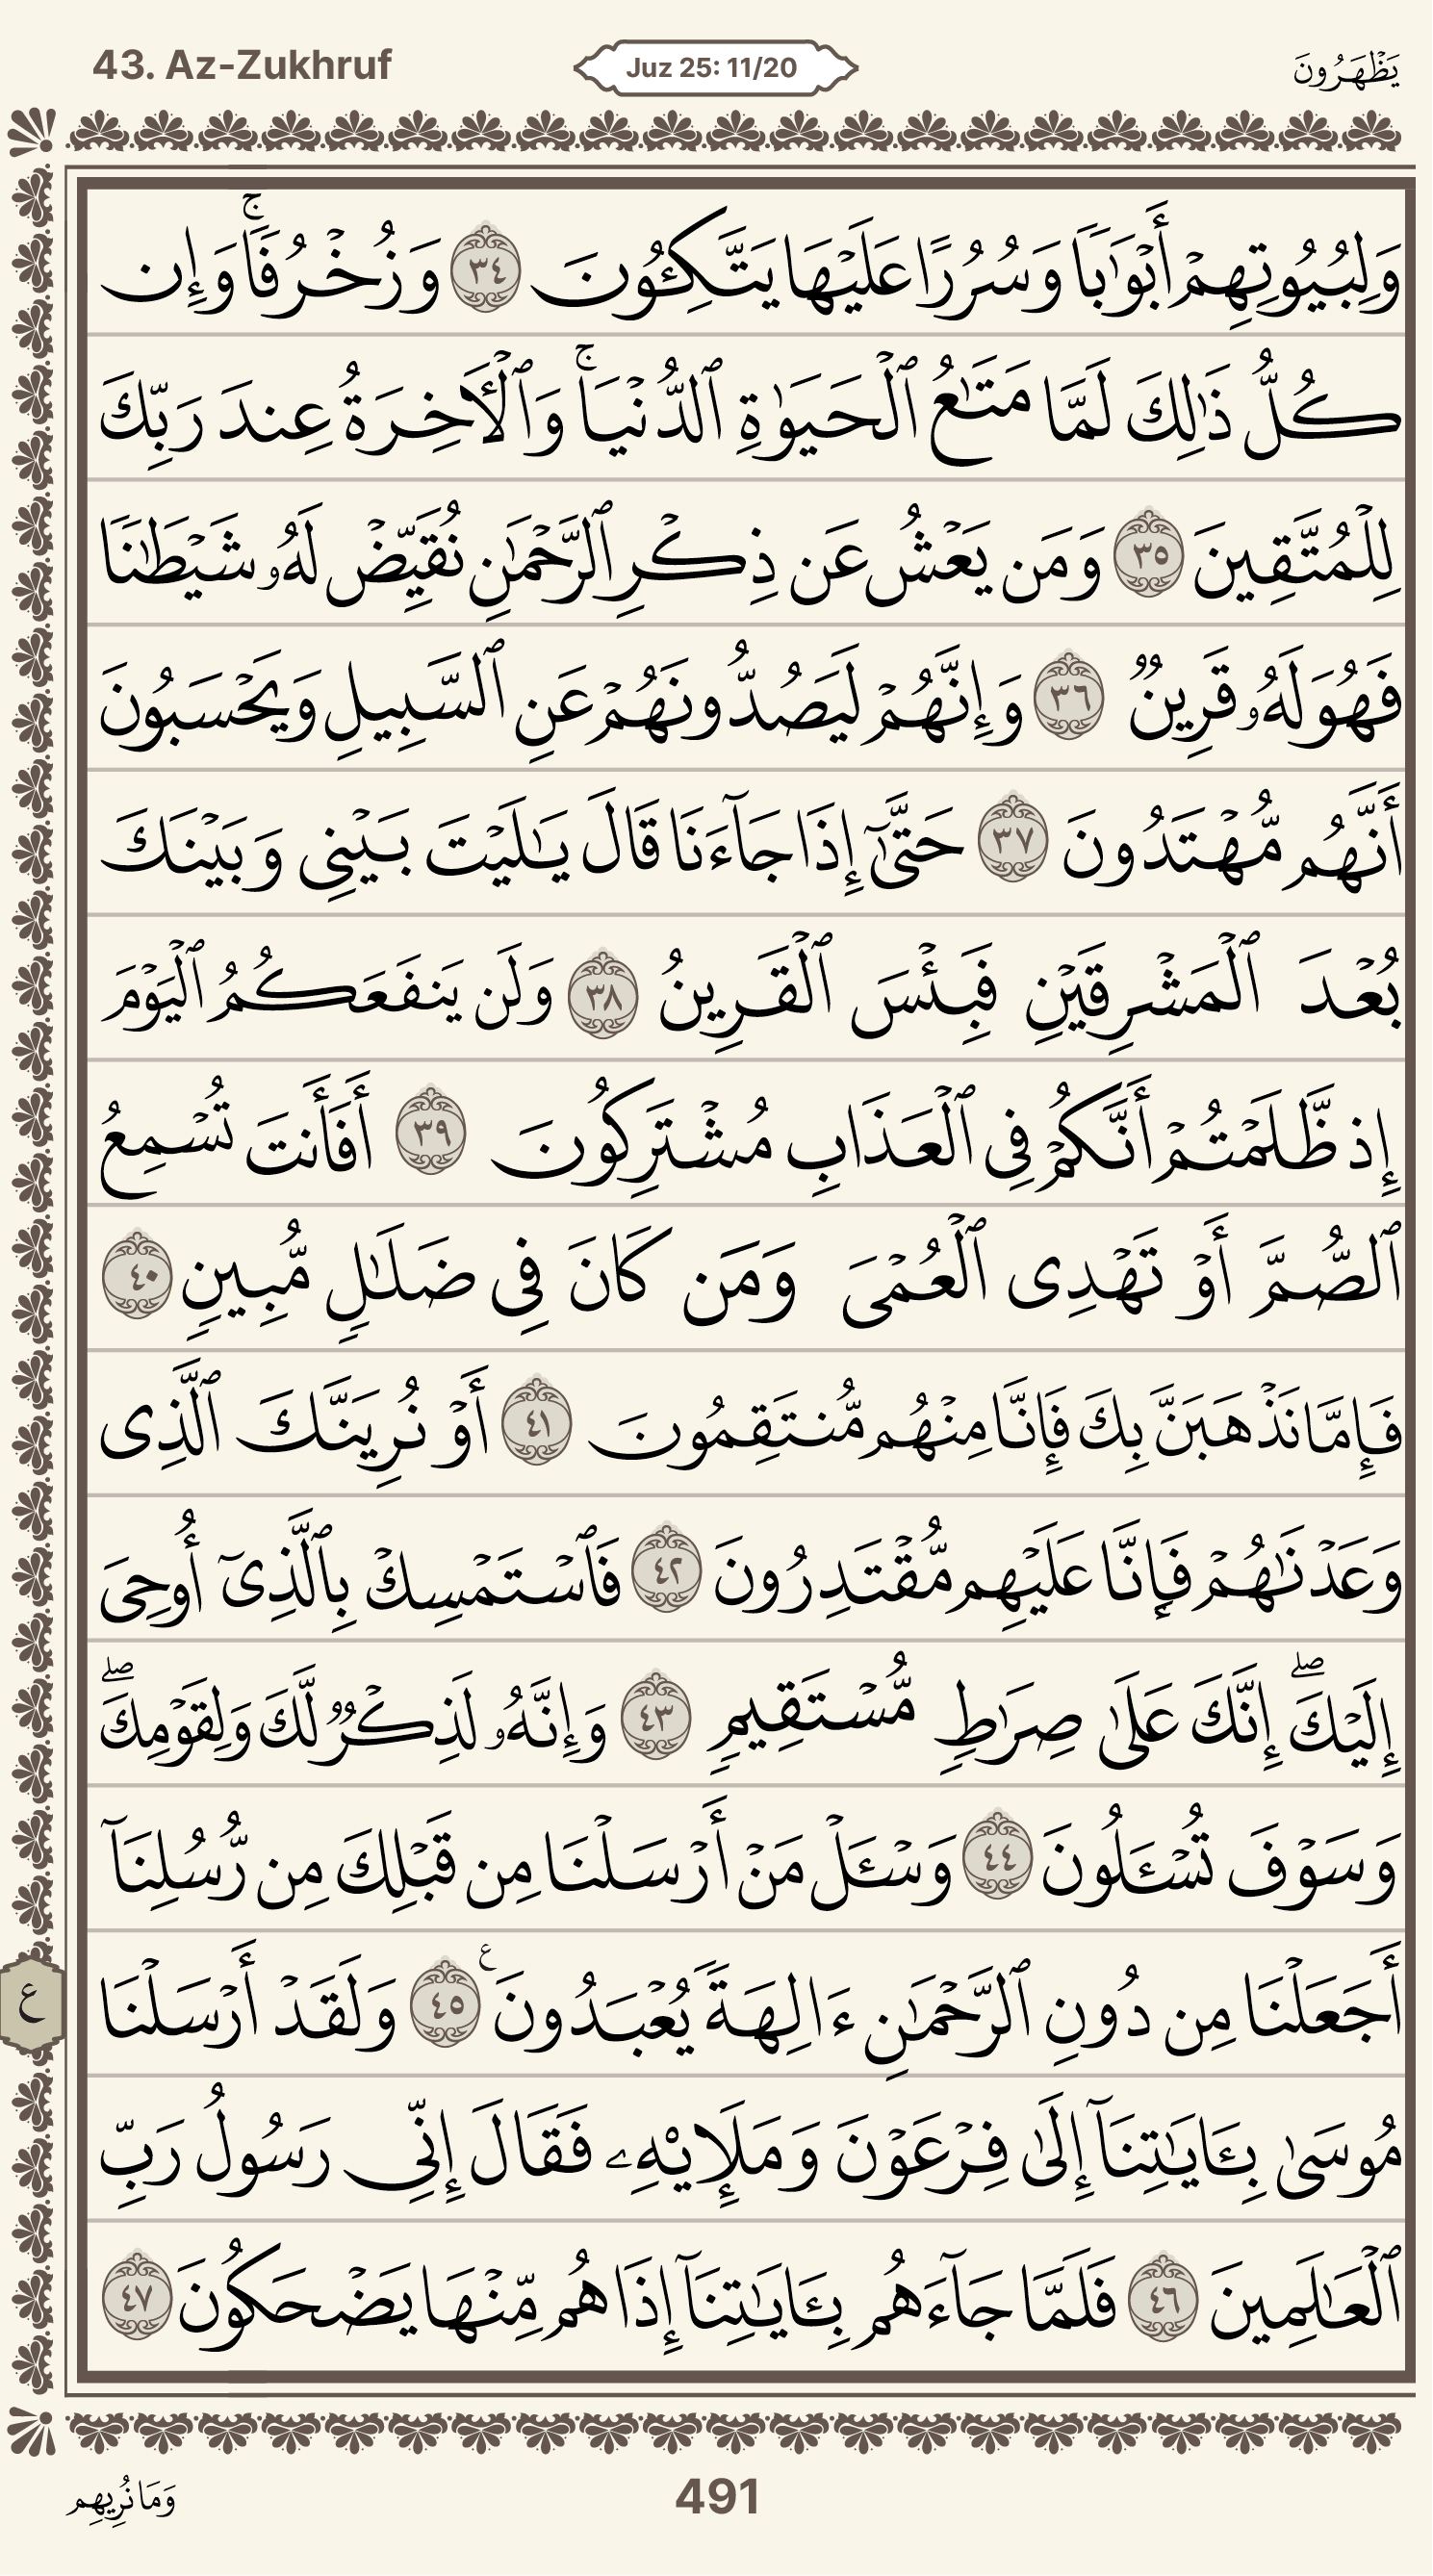 43. Az-Zukhruf
Juz 25: 11/20
يَظْهَرُونَ
وَلِبُيُوتِهِمْ أَبْوَٰبًا وَسُرُرًا عَلَيْهَا يَتَّكِـُٔونَ ٣٤ وَزُخْرُفًا ۚ وَإِن
كُلُّ ذَٰلِكَ لَمَّا مَتَـٰعُ ٱلْحَيَوٰةِ ٱلدُّنْيَا ۚ وَٱلْـَٔاخِرَةُ عِندَ رَبِّكَ
لِلْمُتَّقِينَ ٣٥ وَمَن يَعْشُ عَن ذِكْرِ ٱلرَّحْمَـٰنِ نُقَيِّضْ لَهُۥ شَيْطَـٰنًا
فَهُوَ لَهُۥ قَرِينٌ ٣٦ وَإِنَّهُمْ لَيَصُدُّونَهُمْ عَنِ ٱلسَّبِيلِ وَيَحْسَبُونَ
أَنَّهُم مُّهْتَدُونَ ٣٧ حَتَّىٰٓ إِذَا جَآءَنَا قَالَ يَـٰلَيْتَ بَيْنِى وَبَيْنَكَ
بُعْدَ ٱلْمَشْرِقَيْنِ فَبِئْسَ ٱلْقَرِينُ ٣٨ وَلَن يَنفَعَكُمُ ٱلْيَوْمَ
إِذ ظَّلَمْتُمْ أَنَّكُمْ فِى ٱلْعَذَابِ مُشْتَرِكُونَ ٣٩ أَفَأَنتَ تُسْمِعُ
ٱلصُّمَّ أَوْ تَهْدِى ٱلْعُمْىَ وَمَن كَانَ فِى ضَلَـٰلٍ مُّبِينٍ ٤٠
فَإِمَّا نَذْهَبَنَّ بِكَ فَإِنَّا مِنْهُم مُّنتَقِمُونَ ٤١ أَوْ نُرِيَنَّكَ ٱلَّذِى
وَعَدْنَـٰهُمْ فَإِنَّا عَلَيْهِم مُّقْتَدِرُونَ ٤٢ فَٱسْتَمْسِكْ بِٱلَّذِىٓ أُوحِىَ
إِلَيْكَ ۖ إِنَّكَ عَلَىٰ صِرَٰطٍ مُّسْتَقِيمٍ ٤٣ وَإِنَّهُۥ لَذِكْرٌ لَّكَ وَلِقَوْمِكَ ۖ
وَسَوْفَ تُسْـَٔلُونَ ٤٤ وَسْـَٔلْ مَنْ أَرْسَلْنَا مِن قَبْلِكَ مِن رُّسُلِنَآ
أَجَعَلْنَا مِن دُونِ ٱلرَّحْمَـٰنِ ءَالِهَةً يُعْبَدُونَ ع ٤٥ وَلَقَدْ أَرْسَلْنَا
ع
مُوسَىٰ بِـَٔايَـٰتِنَآ إِلَىٰ فِرْعَوْنَ وَمَلَإِيْهِۦ فَقَالَ إِنِّى رَسُولُ رَبِّ
ٱلْعَـٰلَمِينَ ٤٦ فَلَمَّا جَآءَهُم بِـَٔايَـٰتِنَآ إِذَا هُم مِّنْهَا يَضْحَكُونَ ٤٧
491
وَمَا نُرِيهِم